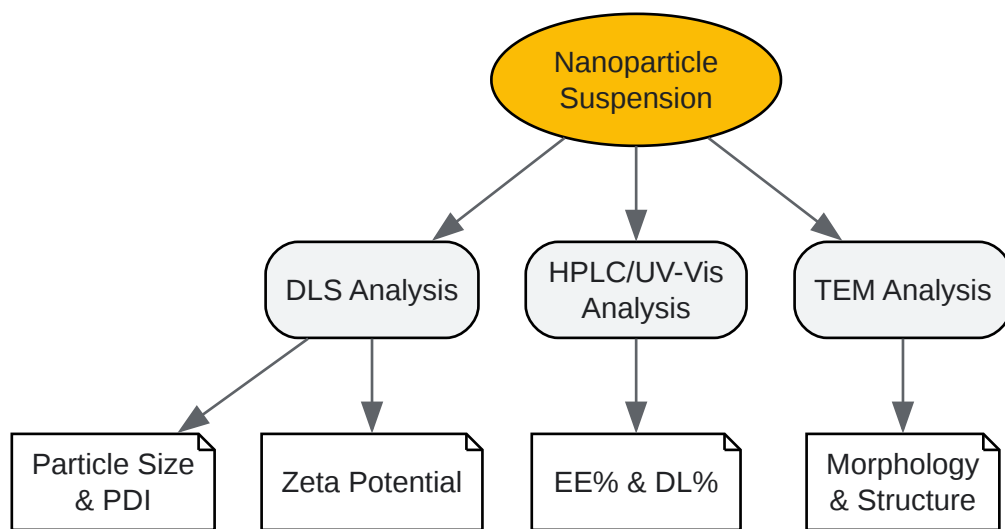 Nanoparticle
Suspension
DLS Analysis
HPLC/UV-Vis
Analysis
TEM Analysis
Particle Size
& PDI
Zeta Potential
EE% & DL%
Morphology
& Structure